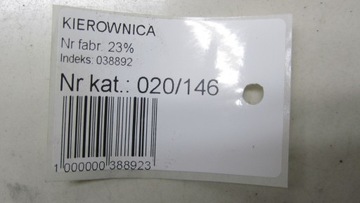 KIEROWNICA
Nr fabr. 23%
Indeks: 038892
Nr kat.: 020/146
1 000000 388923